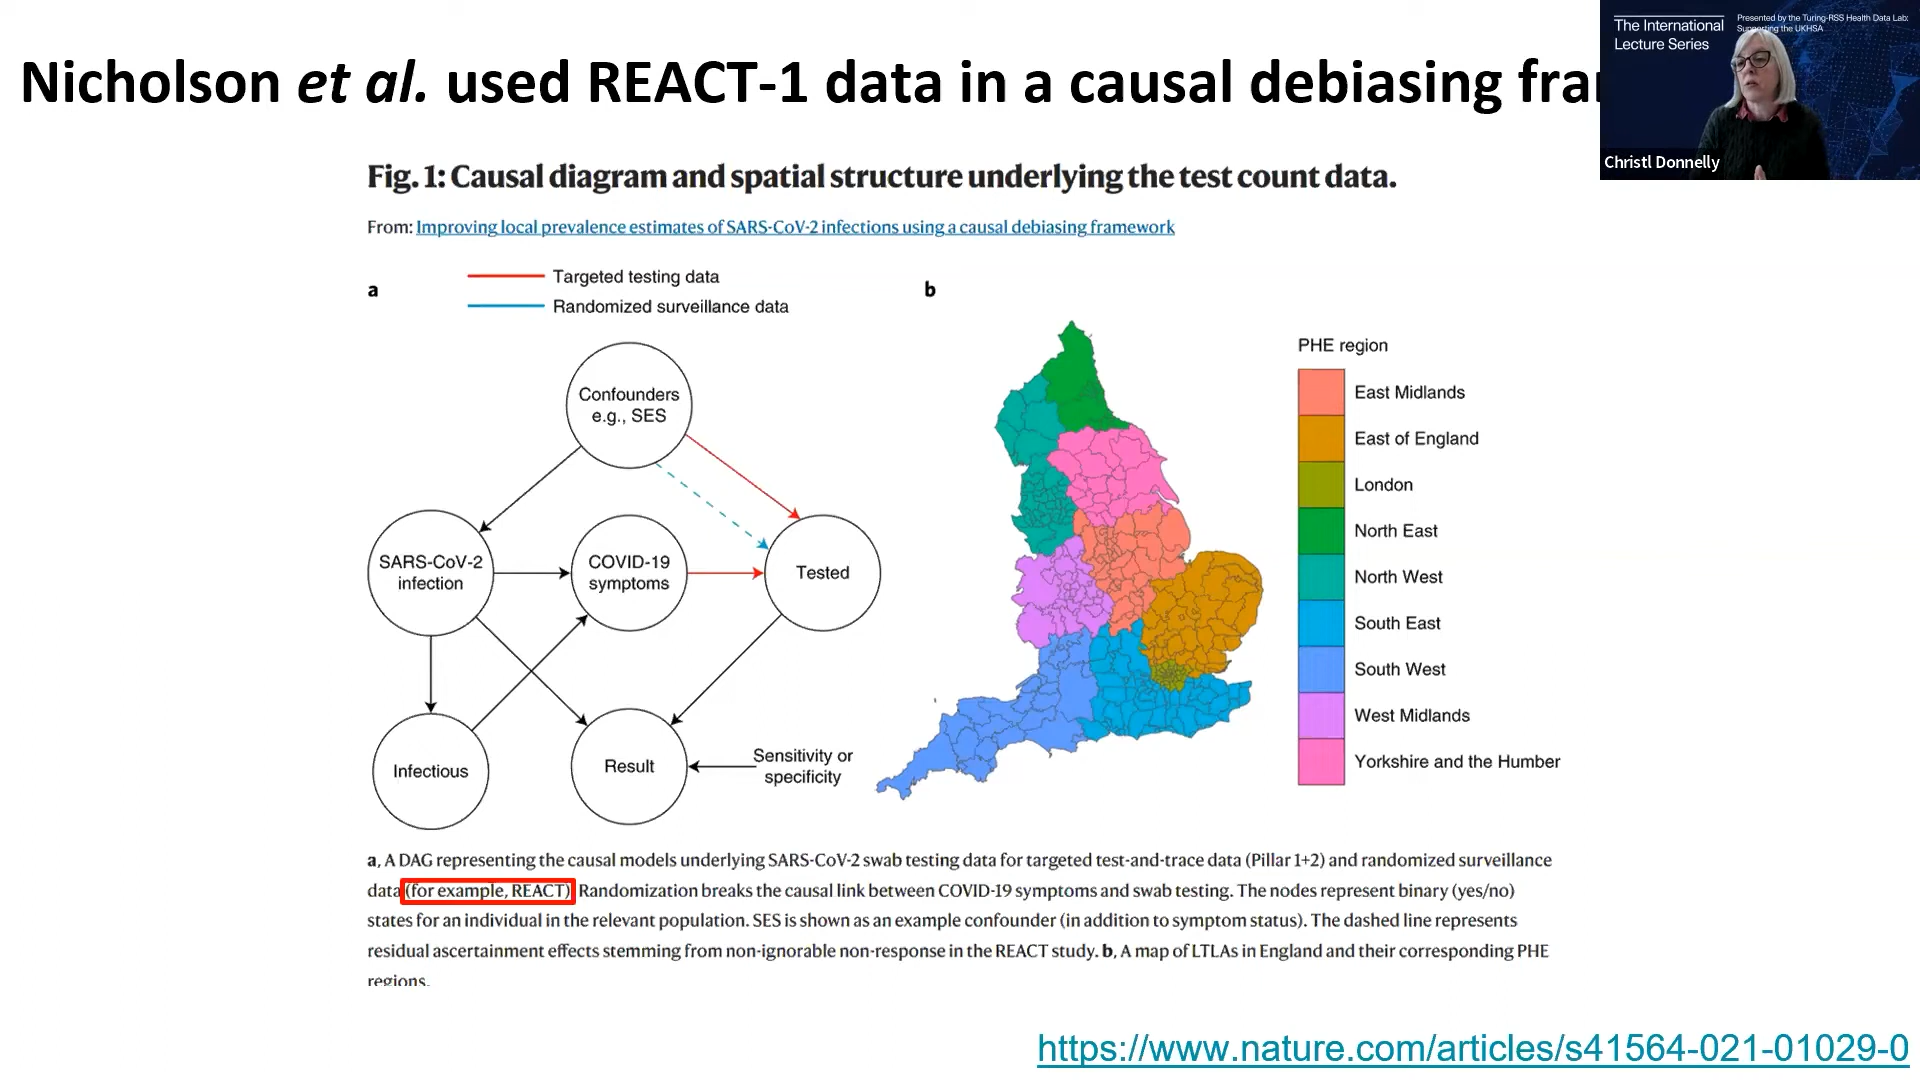 The International
Lecture Series
Presented by the Turing-RSS Health Data Lab:
Supporting the UKHSA
Christl Donnelly
Nicholson et al. used REACT-1 data in a causal debiasing
Fig. 1: Causal diagram and spatial structure underlying the test count data.
From: Improving local prevalence estimates of SARS-CoV-2 infections using a causal debiasing framework
a
Targeted testing data
Randomized surveillance data
Confounders
e.g., SES
SARS-CoV-2
infection
COVID-19
symptoms
Tested
Infectious
Result
Sensitivity or
specificity
b
PHE region
East Midlands
East of England
London
North East
North West
South East
South West
West Midlands
Yorkshire and the Humber
a, A DAG representing the causal models underlying SARS-CoV-2 swab testing data for targeted test-and-trace data (Pillar 1+2) and randomized surveillance
data (for example, REACT) Randomization breaks the causal link between COVID-19 symptoms and swab testing. The nodes represent binary (yes/no)
states for an individual in the relevant population. SES is shown as an example confounder (in addition to symptom status). The dashed line represents
residual ascertainment effects stemming from non-ignorable non-response in the REACT study. b, A map of LTLAs in England and their corresponding PHE
regions.
https://www.nature.com/articles/s41564-021-01029-0